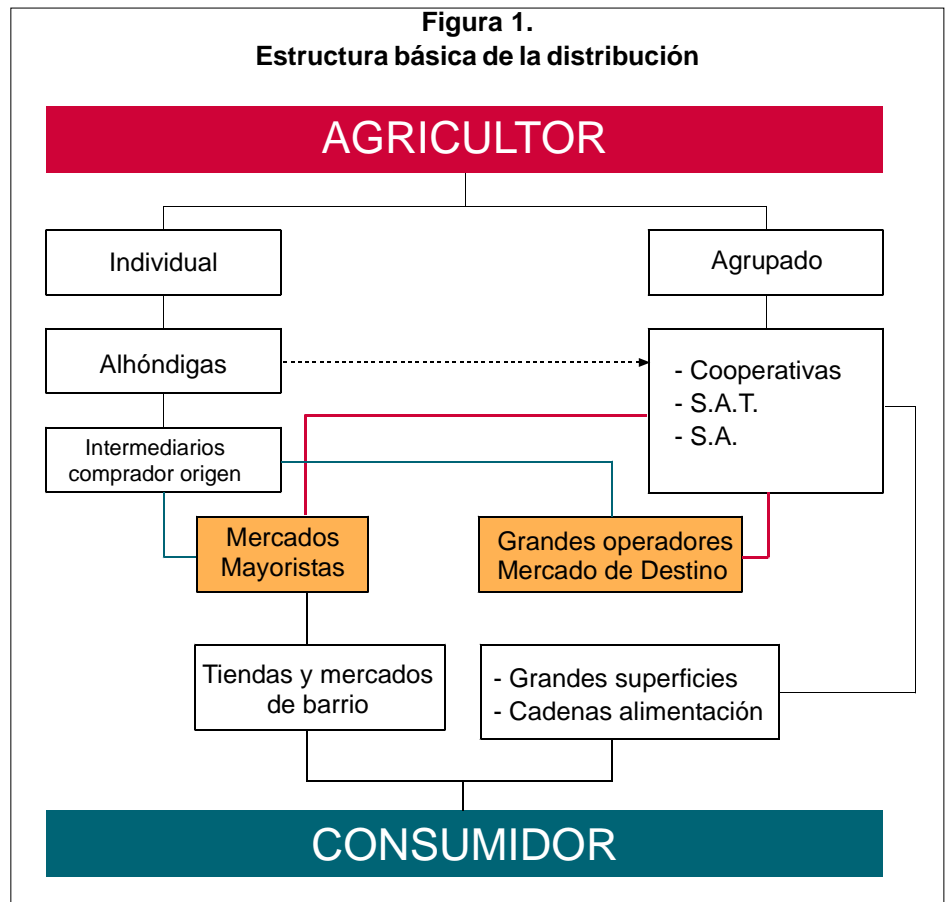 Figura 1.
Estructura básica de la distribución
AGRICULTOR
Individual
Agrupado
Alhóndigas
- Cooperativas
- S.A.T.
- S.A.
Intermediarios
comprador origen
Mercados
Mayoristas
Grandes operadores
Mercado de Destino
Tiendas y mercados
de barrio
- Grandes superficies
- Cadenas alimentación
CONSUMIDOR